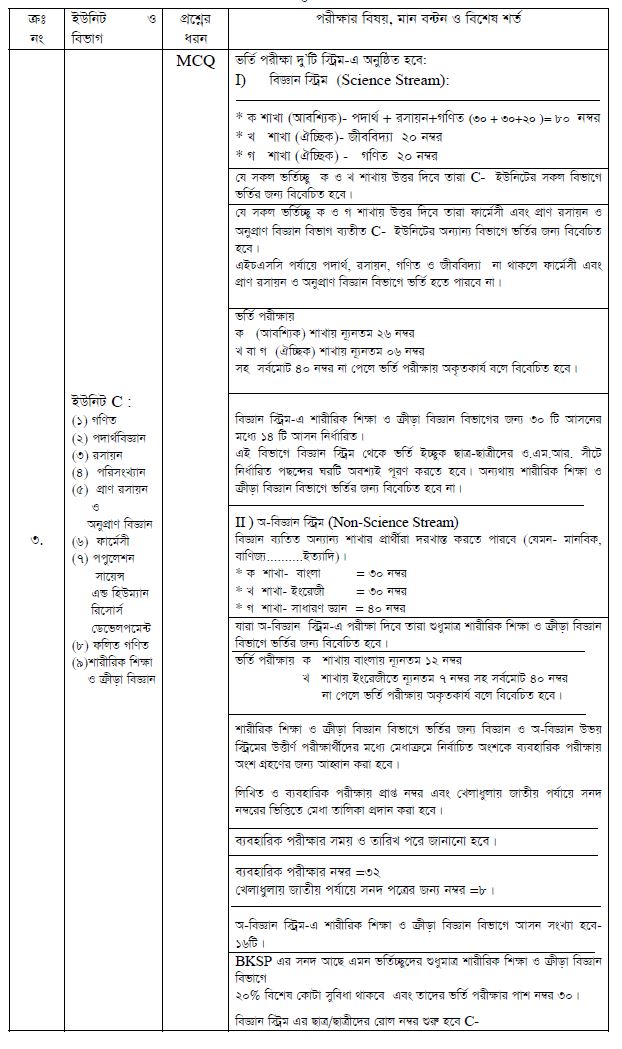 ক্রঃ নং
ইউনিট ও বিভাগ
প্রশ্নের ধরন
পরীক্ষার বিষয়, মান বন্টন ও বিশেষ শর্ত
৩.
ইউনিট C :
(১) গণিত
(২) পদার্থবিজ্ঞান
(৩) রসায়ন
(৪) পরিসংখ্যান
(৫) প্রাণ রসায়ন
ও
অনুপ্রাণ বিজ্ঞান
(৬) ফার্মেসী
(৭) পপুলেশন
সায়েন্স
এন্ড হিউম্যান
রিসোর্স
ডেভেলপমেন্ট
(৮) ফলিত গণিত
(৯)শারীরিক শিক্ষা
ও ক্রীড়া বিজ্ঞান
MCQ
ভর্তি পরীক্ষা দু'টি স্ট্রিম-এ অনুষ্ঠিত হবে:
I) বিজ্ঞান স্ট্রিম (Science Stream):
* ক শাখা (আবশ্যিক)- পদার্থ + রসায়ন+গণিত (৩০ + ৩০+২০ )= ৮০ নম্বর
* খ শাখা (ঐচ্ছিক)- জীববিদ্যা ২০ নম্বর
* গ শাখা (ঐচ্ছিক) - গণিত ২০ নম্বর
যে সকল ভর্তিচ্ছু ক ও খ শাখায় উত্তর দিবে তারা C- ইউনিটের সকল বিভাগে
ভর্তির জন্য বিবেচিত হবে।
যে সকল ভর্তিচ্ছু ক ও গ শাখায় উত্তর দিবে তারা ফার্মেসী এবং প্রাণ রসায়ন ও
অনুপ্রাণ বিজ্ঞান বিভাগ ব্যতীত C- ইউনিটের অন্যান্য বিভাগে ভর্তির জন্য বিবেচিত
হবে।
এইচএসসি পর্যায়ে পদার্থ, রসায়ন, গণিত ও জীববিদ্যা না থাকলে ফার্মেসী এবং
প্রাণ রসায়ন ও অনুপ্রাণ বিজ্ঞান বিভাগে ভর্তি হতে পারবে না।
ভর্তি পরীক্ষায়
ক (আবশ্যিক) শাখায় ন্যূনতম ২৬ নম্বর
খ বা গ (ঐচ্ছিক) শাখায় ন্যূনতম ০৬ নম্বর
সহ সর্বমোট ৪০ নম্বর না পেলে ভর্তি পরীক্ষায় অকৃতকার্য বলে বিবেচিত হবে।
বিজ্ঞান স্ট্রিম-এ শারীরিক শিক্ষা ও ক্রীড়া বিজ্ঞান বিভাগের জন্য ৩০ টি আসনের
মধ্যে ১৪ টি আসন নির্ধারিত।
এই বিভাগে বিজ্ঞান স্ট্রিম থেকে ভর্তি ইচ্ছুক ছাত্র-ছাত্রীদের ও.এম.আর. সীটে
নির্ধারিত পছন্দের ঘরটি অবশ্যই পূরণ করতে হবে। অন্যথায় শারীরিক শিক্ষা ও
ক্রীড়া বিজ্ঞান বিভাগে ভর্তির জন্য বিবেচিত হবে না।
II ) অ-বিজ্ঞান স্ট্রিম (Non-Science Stream)
বিজ্ঞান ব্যতিত অন্যান্য শাখার প্রার্থীরা দরখাস্ত করতে পারবে (যেমন- মানবিক,
বাণিজ্য..........ইত্যাদি)।
* ক শাখা- বাংলা = ৩০ নম্বর
* খ শাখা- ইংরেজী = ৩০ নম্বর
* গ শাখা- সাধারণ জ্ঞান = ৪০ নম্বর
যারা অ-বিজ্ঞান স্ট্রিম-এ পরীক্ষা দিবে তারা শুধুমাত্র শারীরিক শিক্ষা ও ক্রীড়া বিজ্ঞান
বিভাগে ভর্তির জন্য বিবেচিত হবে।
ভর্তি পরীক্ষায় ক শাখায় বাংলায় ন্যূনতম ১২ নম্বর
খ শাখায় ইংরেজীতে ন্যূনতম ৭ নম্বর সহ সর্বমোট ৪০ নম্বর
না পেলে ভর্তি পরীক্ষায় অকৃতকার্য বলে বিবেচিত হবে।
শারীরিক শিক্ষা ও ক্রীড়া বিজ্ঞান বিভাগে ভর্তির জন্য বিজ্ঞান ও অ-বিজ্ঞান উভয়
স্ট্রিমের উত্তীর্ণ পরীক্ষার্থীদের মধ্যে মেধাক্রমে নির্বাচিত অংশকে ব্যবহারিক পরীক্ষায়
অংশ গ্রহণের জন্য আহ্বান করা হবে।
লিখিত ও ব্যবহারিক পরীক্ষায় প্রাপ্ত নম্বর এবং খেলাধুলায় জাতীয় পর্যায়ে সনদ
নম্বরের ভিত্তিতে মেধা তালিকা প্রদান করা হবে।
ব্যবহারিক পরীক্ষার সময় ও তারিখ পরে জানানো হবে।
ব্যবহারিক পরীক্ষার নম্বর =৩২
খেলাধুলায় জাতীয় পর্যায়ে সনদ পত্রের জন্য নম্বর =৮।
অ-বিজ্ঞান স্ট্রিম-এ শারীরিক শিক্ষা ও ক্রীড়া বিজ্ঞান বিভাগে আসন সংখ্যা হবে-
১৬টি।
BKSP এর সনদ আছে এমন ভর্তিচ্ছুদের শুধুমাত্র শারীরিক শিক্ষা ও ক্রীড়া বিজ্ঞান
বিভাগে
২০% বিশেষ কোটা সুবিধা থাকবে এবং তাদের ভর্তি পরীক্ষার পাশ নম্বর ৩০।
বিজ্ঞান স্ট্রিম এর ছাত্র/ছাত্রীদের রোল নম্বর শুরু হবে C-